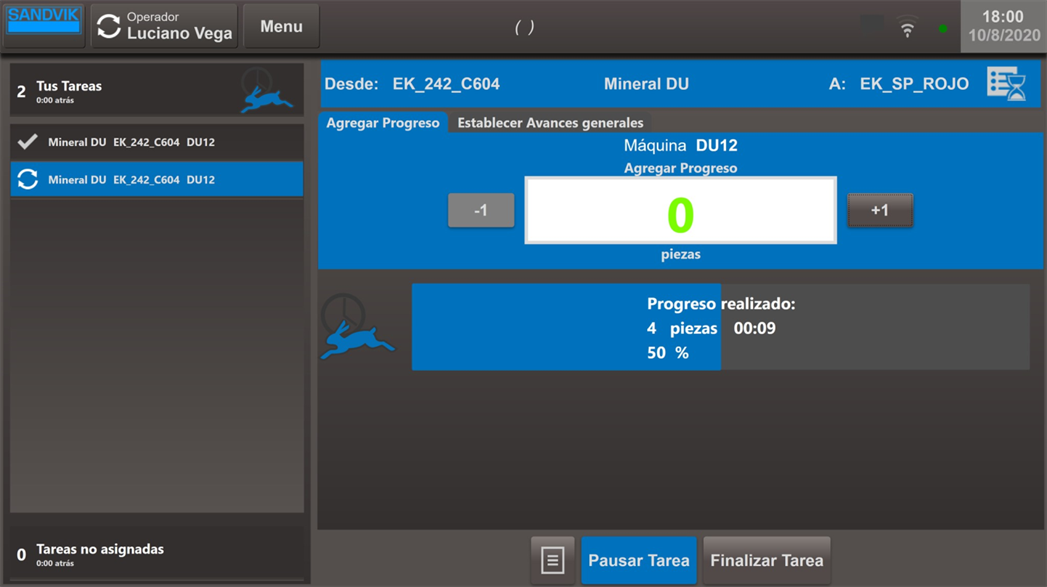 SANDVIK
Operador
Luciano Vega
Menu
( )
18:00
10/8/2020
2 Tus Tareas
0:00 atrás
Mineral DU EK_242_C604 DU12
Mineral DU EK_242_C604 DU12
0 Tareas no asignadas
0:00 atrás
Desde: EK_242_C604 Mineral DU A: EK_SP_ROJO
Agregar Progreso Establecer Avances generales
Máquina DU12
Agregar Progreso
-1 0 +1
piezas
Progreso realizado:
4 piezas 00:09
50 %
Pausar Tarea Finalizar Tarea